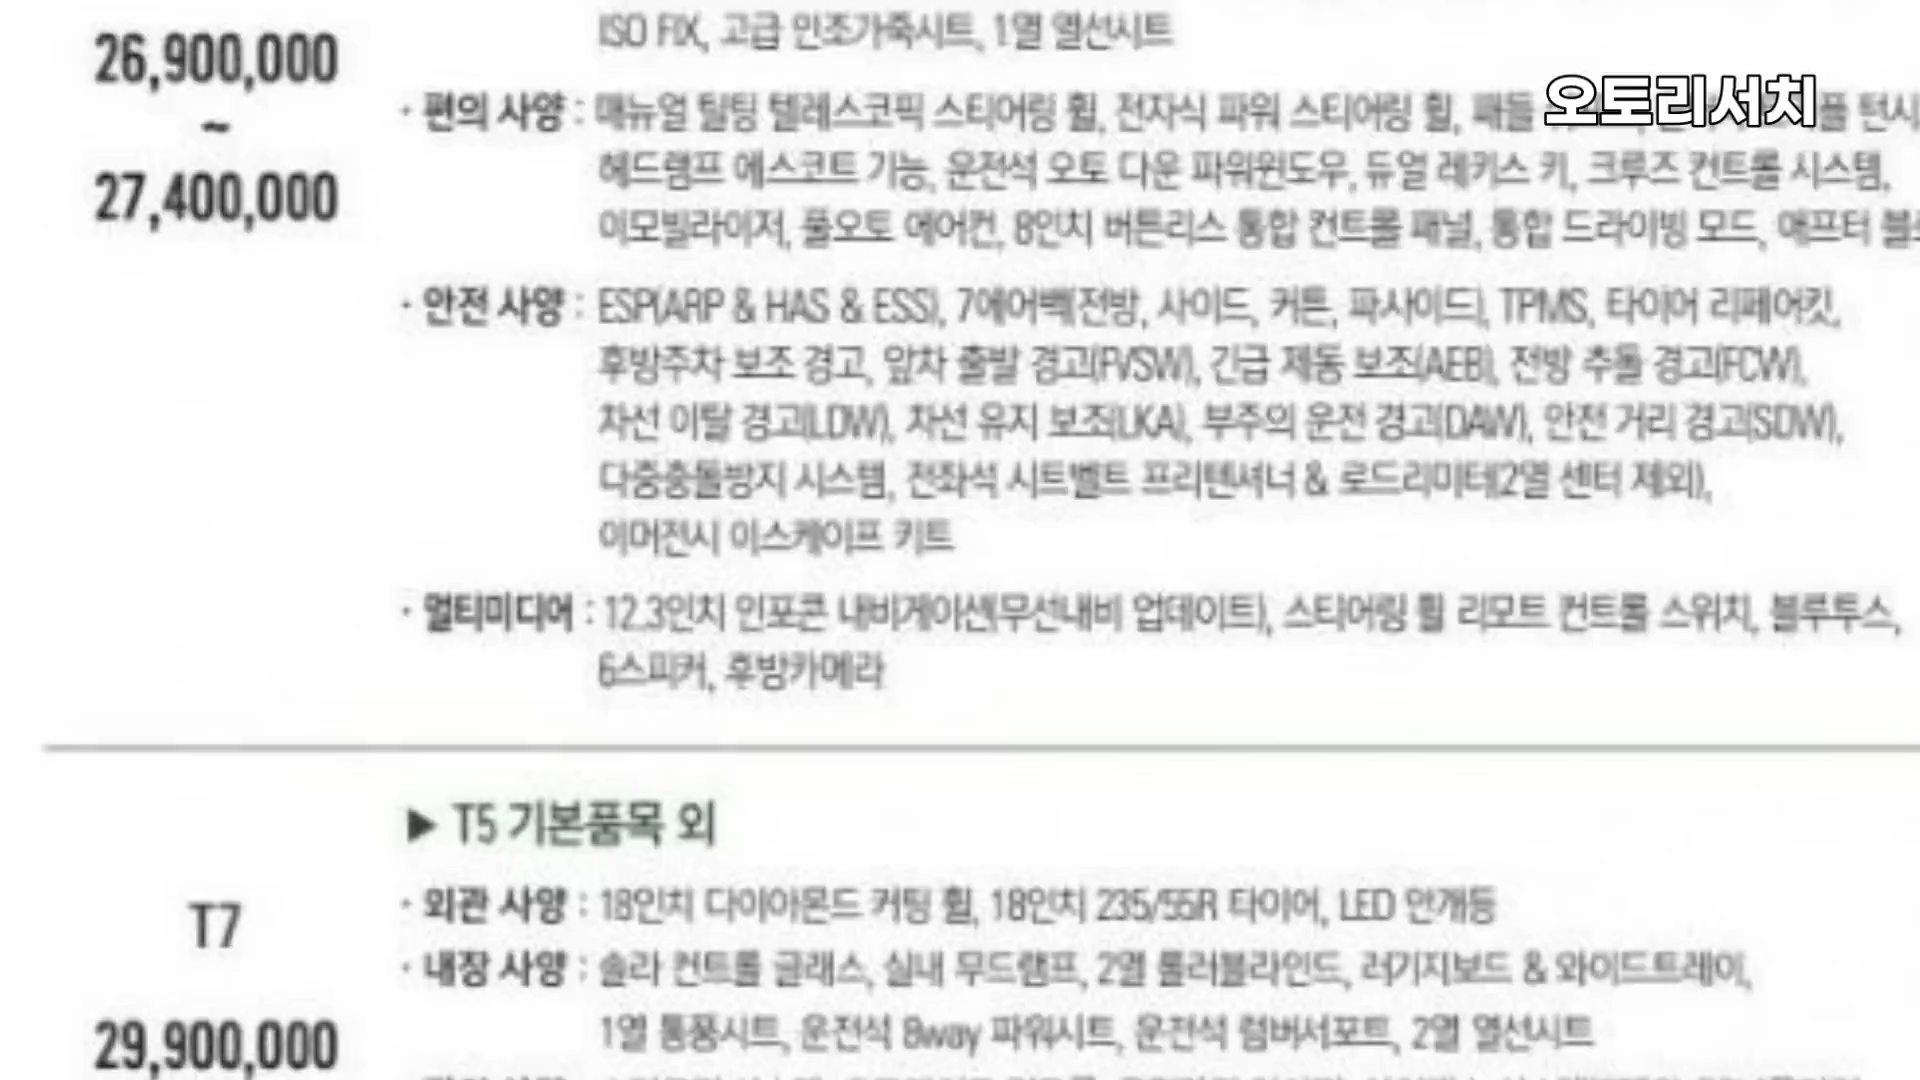 26,900,000
~
27,400,000
ISO FIX, 고급 인조가죽시트, 1열 열선시트
· 편의 사양 : 매뉴얼 틸팅 텔레스코픽 스티어링 휠, 전자식 파워 스티어링 휠, 패들
오토리서치
헤드램프 에스코트 기능, 운전석 오토 다운 파워윈도우, 듀얼 레키스 키, 크루즈 컨트롤 시스템,
이모빌라이저, 풀오토 에어컨, 8인치 버튼리스 통합 컨트롤 패널, 통합 드라이빙 모드, 애프터
· 안전 사양 : ESP(ARP & HAS & ESS), 7에어백(전방, 사이드, 커튼, 파사이드), TPMS, 타이어 리페어킷,
후방주차 보조 경고, 앞차 출발 경고(FVSW), 긴급 제동 보조(AEB), 전방 추돌 경고(FCW),
차선 이탈 경고(LDW), 차선 유지 보조(LKA), 부주의 운전 경고(DAW), 안전 거리 경고(SDW),
다중충돌방지 시스템, 전좌석 시트벨트 프리텐셔너 & 로드리미터(2열 센터 제외),
이머전시 이스케이프 키트
· 멀티미디어 : 12.3인치 인포콘 내비게이션(무선내비 업데이트), 스티어링 휠 리모트 컨트롤 스위치, 블루투스,
6스피커, 후방카메라
▶ T5 기본품목 외
T7
29,900,000
· 외관 사양 : 18인치 다이아몬드 커팅 휠, 18인치 235/55R 타이어, LED 안개등
· 내장 사양 : 솔라 컨트롤 글래스, 실내 무드램프, 2열 롤러블라인드, 러기지보드 & 와이드트레이,
1열 통풍시트, 운전석 8way 파워시트, 운전석 럼버서포트, 2열 열선시트